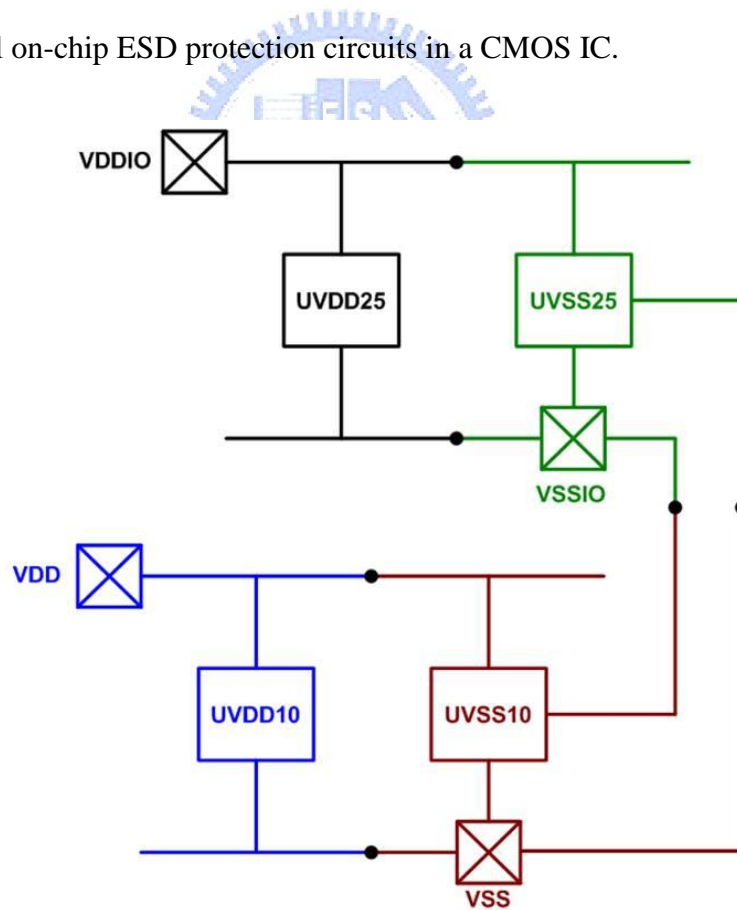 on-chip ESD protection circuits in a CMOS IC.
VDDIO
UVDD25
UVSS25
VSSIO
VDD
UVDD10
UVSS10
VSS